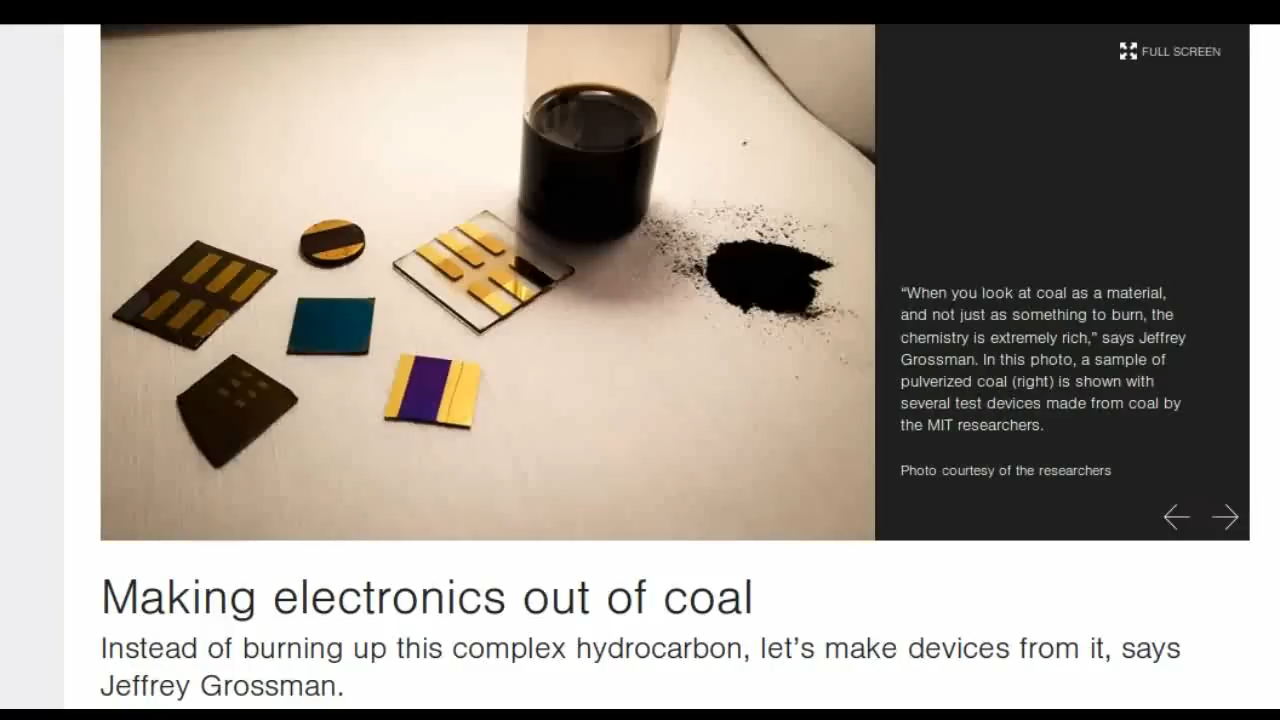 FULL SCREEN
“When you look at coal as a material,
and not just as something to burn, the
chemistry is extremely rich,” says Jeffrey
Grossman. In this photo, a sample of
pulverized coal (right) is shown with
several test devices made from coal by
the MIT researchers.
Photo courtesy of the researchers
Making electronics out of coal
Instead of burning up this complex hydrocarbon, let’s make devices from it, says
Jeffrey Grossman.